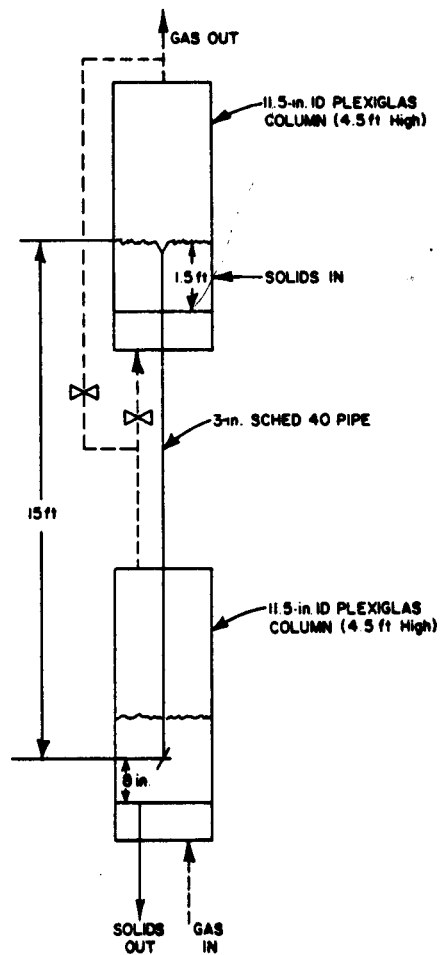 GAS OUT
11.5-in. ID PLEXIGLAS
COLUMN (4.5 ft High)
1.5 ft
SOLIDS IN
3-in. SCHED 40 PIPE
15 ft
11.5-in. ID PLEXIGLAS
COLUMN (4.5 ft High)
8 in.
SOLIDS
OUT
GAS
IN